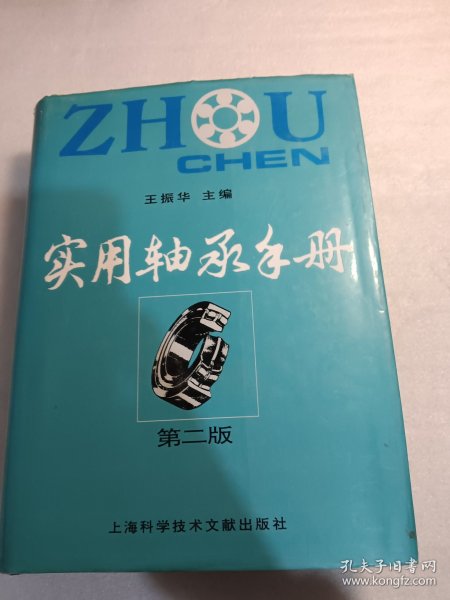 ZHOU
CHEN
王振华 主编
实用轴承手册
第二版
上海科学技术文献出版社
孔夫子旧书网
www.kongfz.com